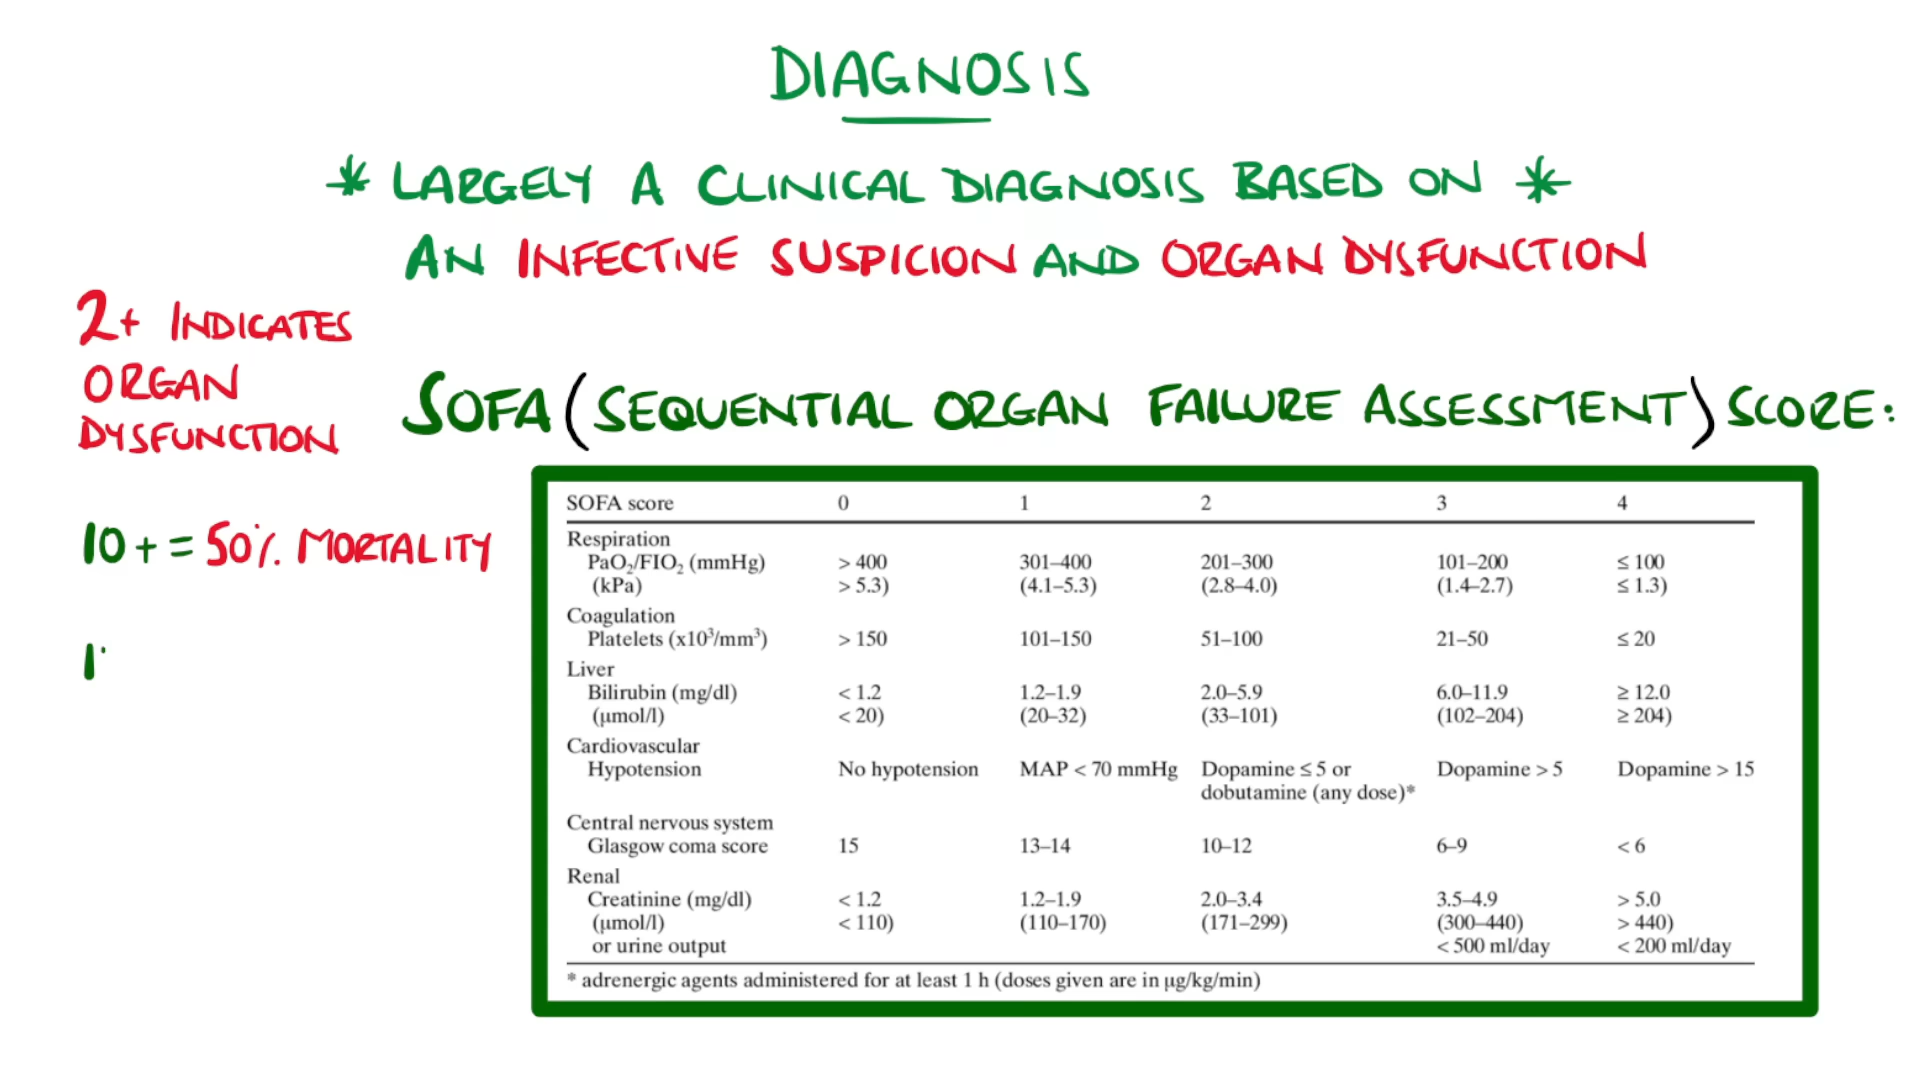 DIAGNOSIS
* LARGELY A CLINICAL DIAGNOSIS BASED ON *
AN INFECTIVE SUSPICION AND ORGAN DYSFUNCTION
2+ INDICATES
ORGAN
DYSFUNCTION
SOFA (SEQUENTIAL ORGAN FAILURE ASSESSMENT) SCORE:
10+ = 50% MORTALITY
SOFA score 0 1 2 3 4
Respiration
PaO₂/FIO₂ (mmHg) > 400 301–400 201–300 101–200 ≤ 100
(kPa) > 5.3) (4.1–5.3) (2.8–4.0) (1.4–2.7) ≤ 1.3)
Coagulation
Platelets (x10³/mm³) > 150 101–150 51–100 21–50 ≤ 20
Liver
Bilirubin (mg/dl) < 1.2 1.2–1.9 2.0–5.9 6.0–11.9 ≥ 12.0
(µmol/l) < 20) (20–32) (33–101) (102–204) ≥ 204)
Cardiovascular
Hypotension No hypotension MAP < 70 mmHg Dopamine ≤ 5 or Dopamine > 5 Dopamine > 15
dobutamine (any dose)*
Central nervous system
Glasgow coma score 15 13–14 10–12 6–9 < 6
Renal
Creatinine (mg/dl) < 1.2 1.2–1.9 2.0–3.4 3.5–4.9 > 5.0
(µmol/l) < 110) (110–170) (171–299) (300–440) > 440)
or urine output < 500 ml/day < 200 ml/day
* adrenergic agents administered for at least 1 h (doses given are in µg/kg/min)